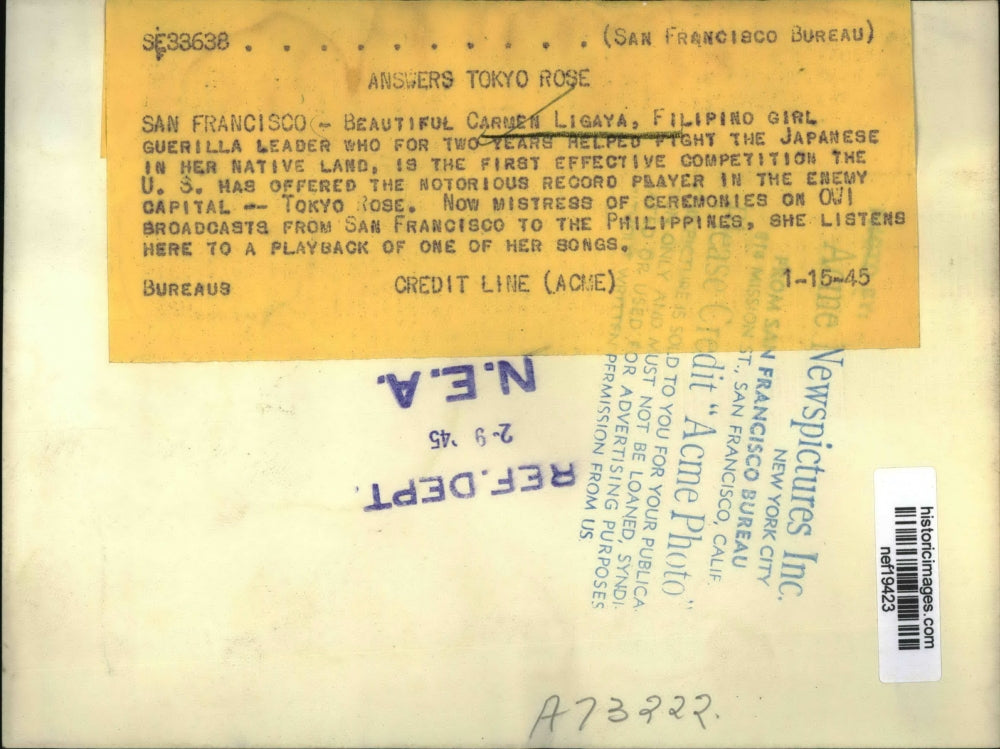 SF33638 . . . . . . . . . . . . (SAN FRANCISCO BUREAU)
ANSWERS TOKYO ROSE
SAN FRANCISCO -- BEAUTIFUL CARMEN LIGAYA, FILIPINO GIRL
GUERILLA LEADER WHO FOR TWO YEARS HELPED FIGHT THE JAPANESE
IN HER NATIVE LAND, IS THE FIRST EFFECTIVE COMPETITION THE
U. S. HAS OFFERED THE NOTORIOUS RECORD PLAYER IN THE ENEMY
CAPITAL -- TOKYO ROSE. NOW MISTRESS OF CEREMONIES ON OWI
BROADCASTS FROM SAN FRANCISCO TO THE PHILIPPINES, SHE LISTENS
HERE TO A PLAYBACK OF ONE OF HER SONGS.
BUREAUS CREDIT LINE (ACME) 1-15-45
Acme Newspictures Inc.
NEW YORK CITY
FROM SAN FRANCISCO BUREAU
MISSION ST., SAN FRANCISCO, CALIF.
Please Credit "Acme Photo"
PICTURE IS SOLD TO YOU FOR YOUR PUBLICA-
ONLY AND MUST NOT BE LOANED, SYNDI-
OR USED FOR ADVERTISING PURPOSES
WRITTEN PERMISSION FROM US.
N.E.A.
2-9 '45
REF. DEPT.
historicimages.com
nef19423
A73222.